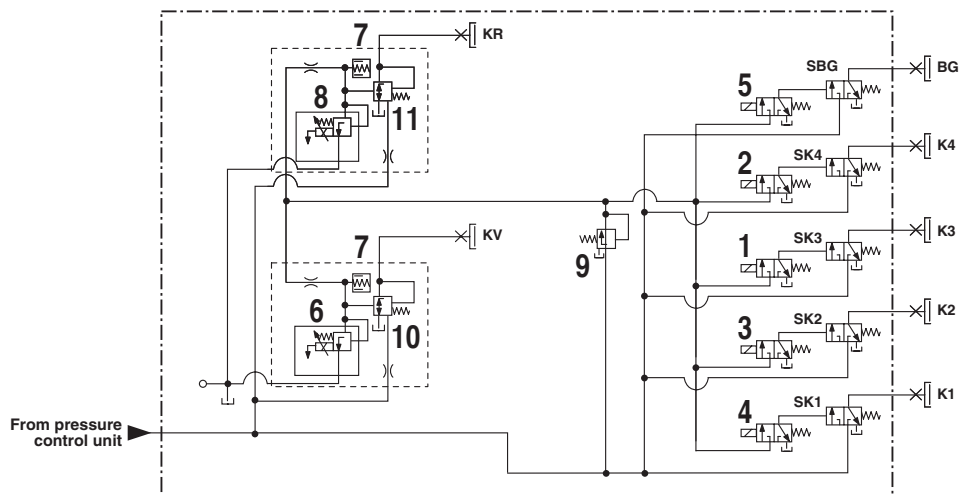 7
KR
8
11
SBG
BG
5
SK4
K4
2
7
KV
9
SK3
K3
1
6
10
SK2
K2
3
SK1
K1
4
From pressure
control unit